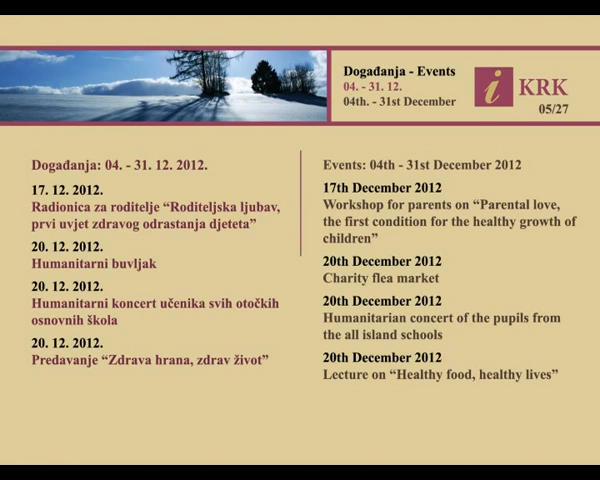 Događanja - Events
04. - 31. 12.
04th. - 31st December
i
KRK
05/27
Događanja: 04. - 31. 12. 2012.
17. 12. 2012.
Radionica za roditelje “Roditeljska ljubav,
prvi uvjet zdravog odrastanja djeteta”
20. 12. 2012.
Humanitarni buvljak
20. 12. 2012.
Humanitarni koncert učenika svih otočkih
osnovnih škola
20. 12. 2012.
Predavanje “Zdrava hrana, zdrav život”
Events: 04th - 31st December 2012
17th December 2012
Workshop for parents on “Parental love,
the first condition for the healthy growth of
children”
20th December 2012
Charity flea market
20th December 2012
Humanitarian concert of the pupils from
the all island schools
20th December 2012
Lecture on “Healthy food, healthy lives”